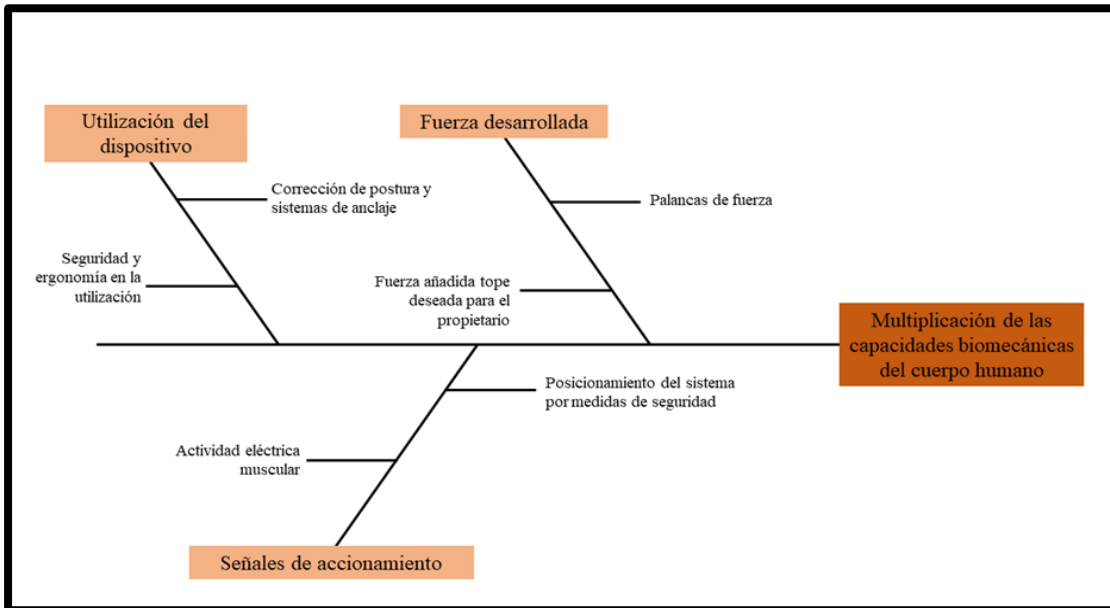 Utilización del
dispositivo
Fuerza desarrollada
Corrección de postura y
sistemas de anclaje
Palancas de fuerza
Seguridad y
ergonomía en la
utilización
Fuerza añadida tope
deseada para el
propietario
Multiplicación de las
capacidades biomecánicas
del cuerpo humano
Posicionamiento del sistema
por medidas de seguridad
Actividad eléctrica
muscular
Señales de accionamiento